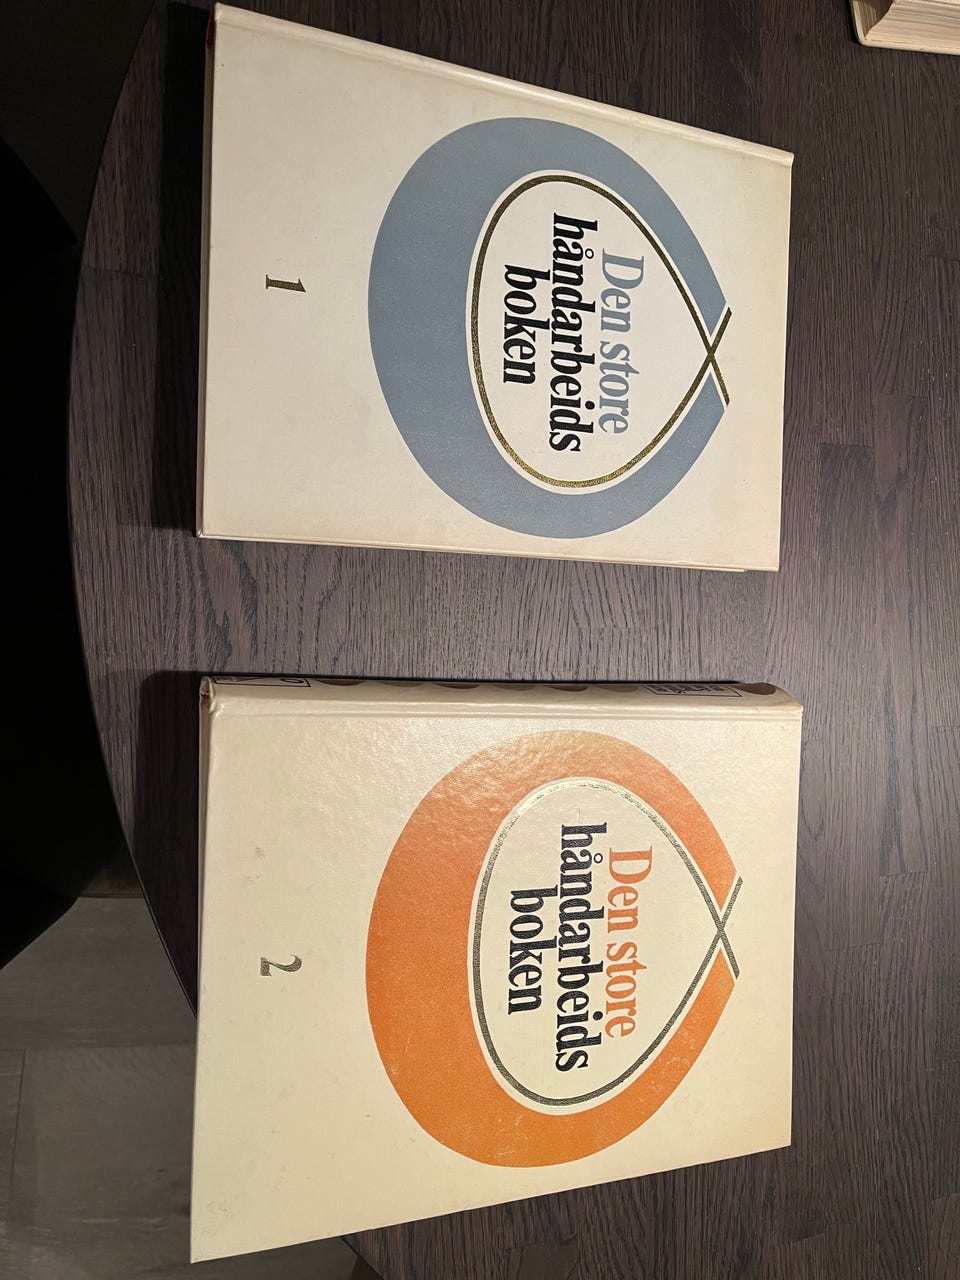 Den store
håndarbeids
boken
1
Den store
håndarbeids
boken
2